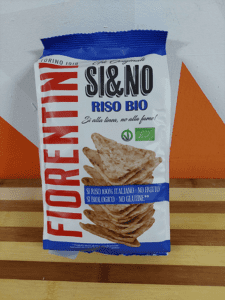 TORINO 1918
FIORENTINI
SI&NO
RISO BIO
Sì alla linea, no alla fame!
SI RISO 100% ITALIANO - NO FRITTO
SI BIOLOGICO - NO GLUTINE**